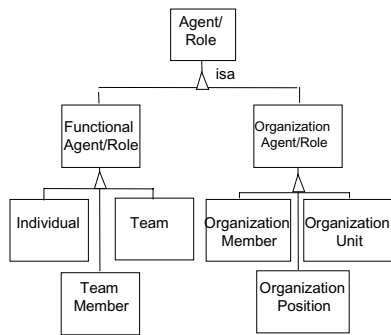 Agent/
Role
isa
Functional
Agent/Role
Organization
Agent/Role
Individual
Team
Organization
Member
Organization
Unit
Team
Member
Organization
Position